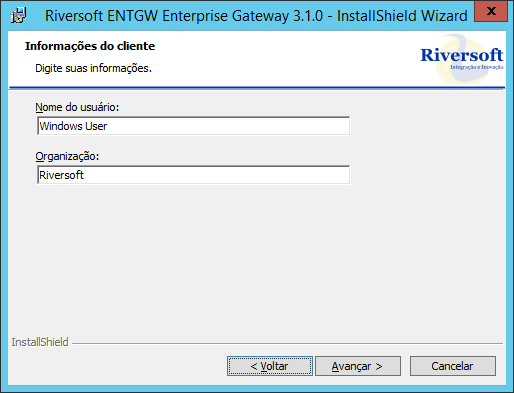 Riversoft ENTGW Enterprise Gateway 3.1.0 - InstallShield Wizard
x
Informações do cliente
Digite suas informações.
Riversoft
Integração e Inovação
Nome do usuário:
Windows User
Organização:
Riversoft
InstallShield
< Voltar
Avançar >
Cancelar